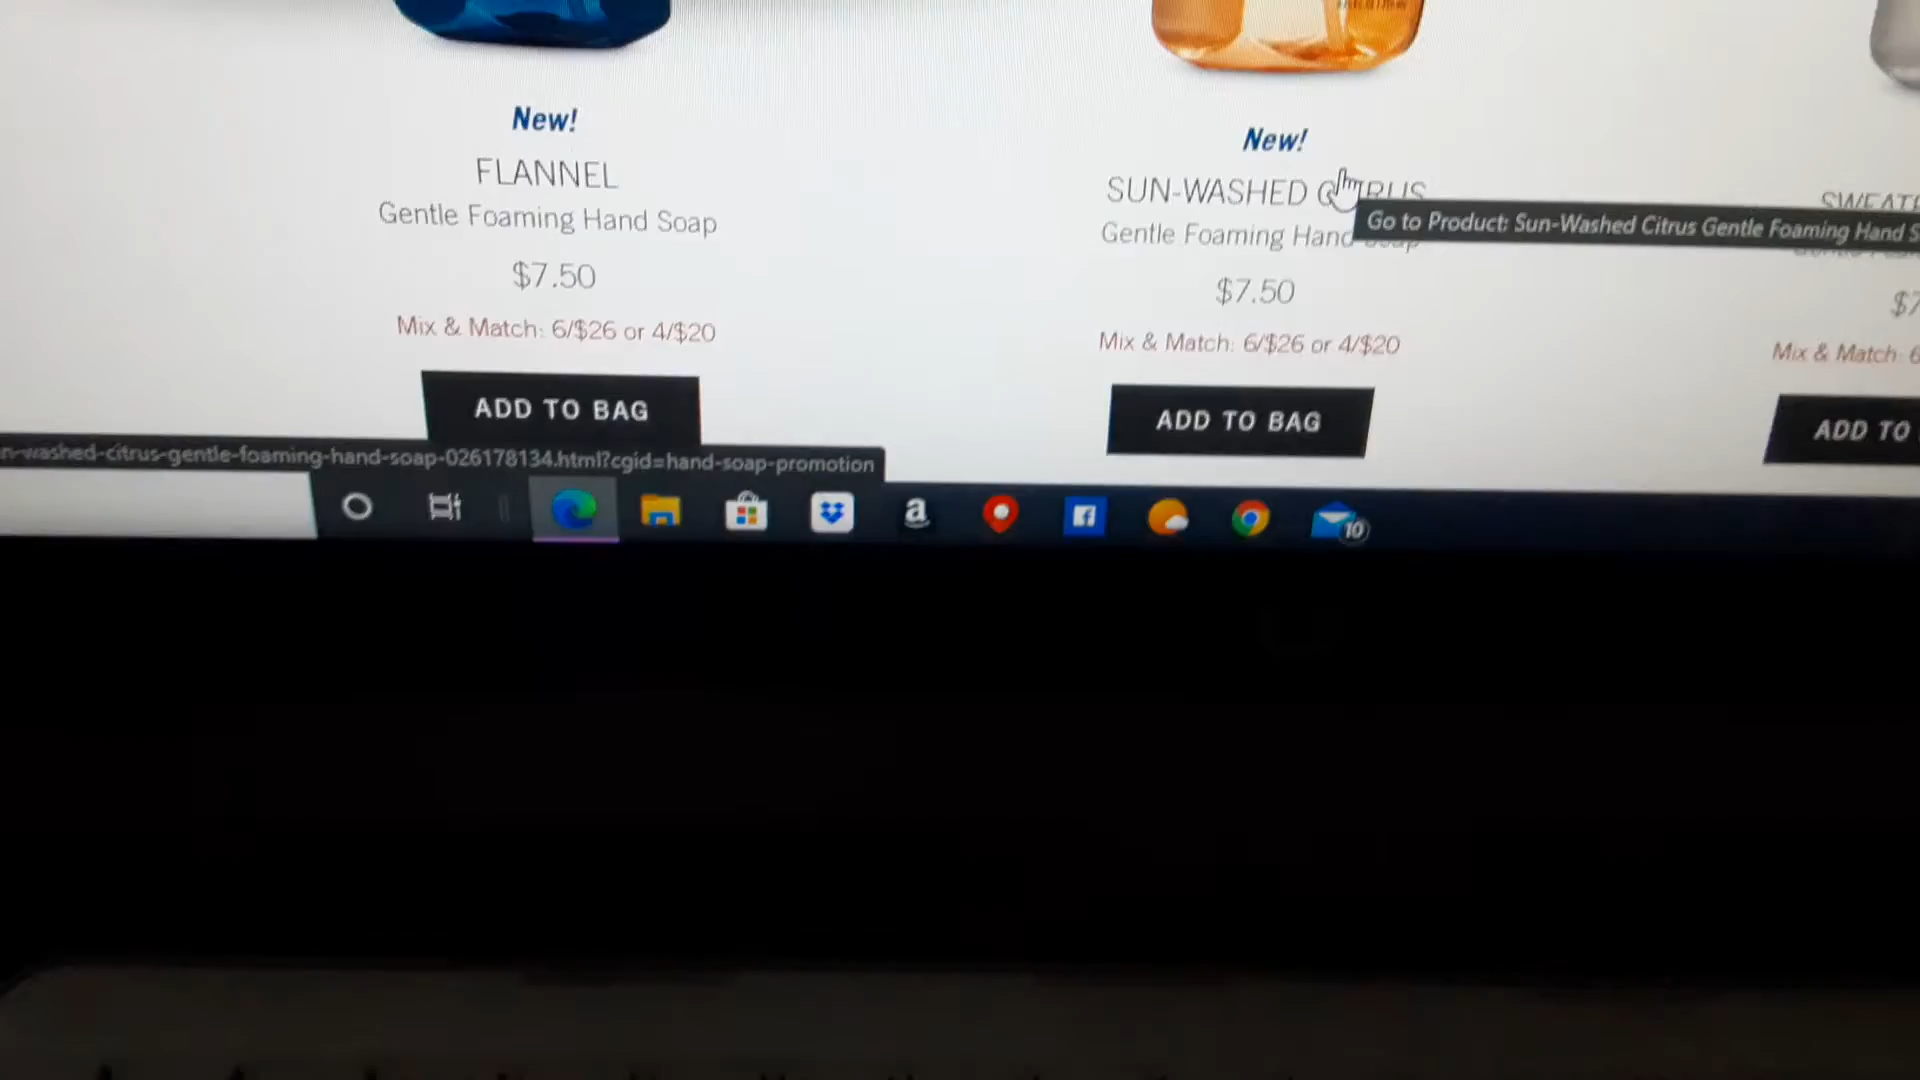 New!
FLANNEL
Gentle Foaming Hand Soap
$7.50
Mix & Match: 6/$26 or 4/$20
ADD TO BAG
New!
SUN-WASHED
Gentle Foaming Hand
$7.50
Mix & Match: 6/$26 or 4/$20
ADD TO BAG
Go to Product: Sun-Washed Citrus Gentle Foaming Hand S
$7
Mix & Match 6
ADD TO
n-washed-citrus-gentle-foaming-hand-soap-026178134.html?cgid=hand-soap-promotion
a
f
10